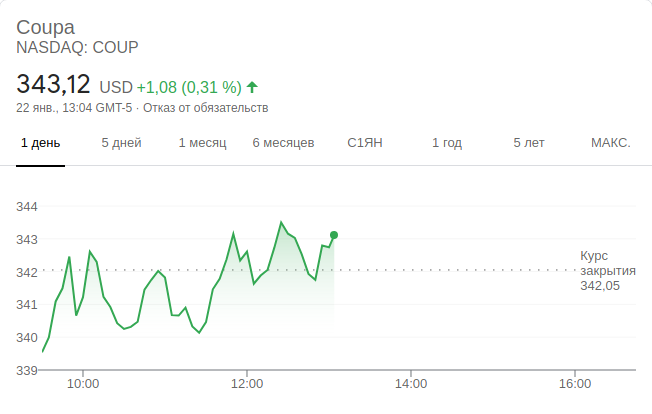 Coupa
NASDAQ: COUP
343,12 USD +1,08 (0,31 %)
22 янв., 13:04 GMT-5 · Отказ от обязательств
1 день 5 дней 1 месяц 6 месяцев С1ЯН 1 год 5 лет МАКС.
344
343
342
341
340
339
Курс
закрытия
342,05
10:00 12:00 14:00 16:00